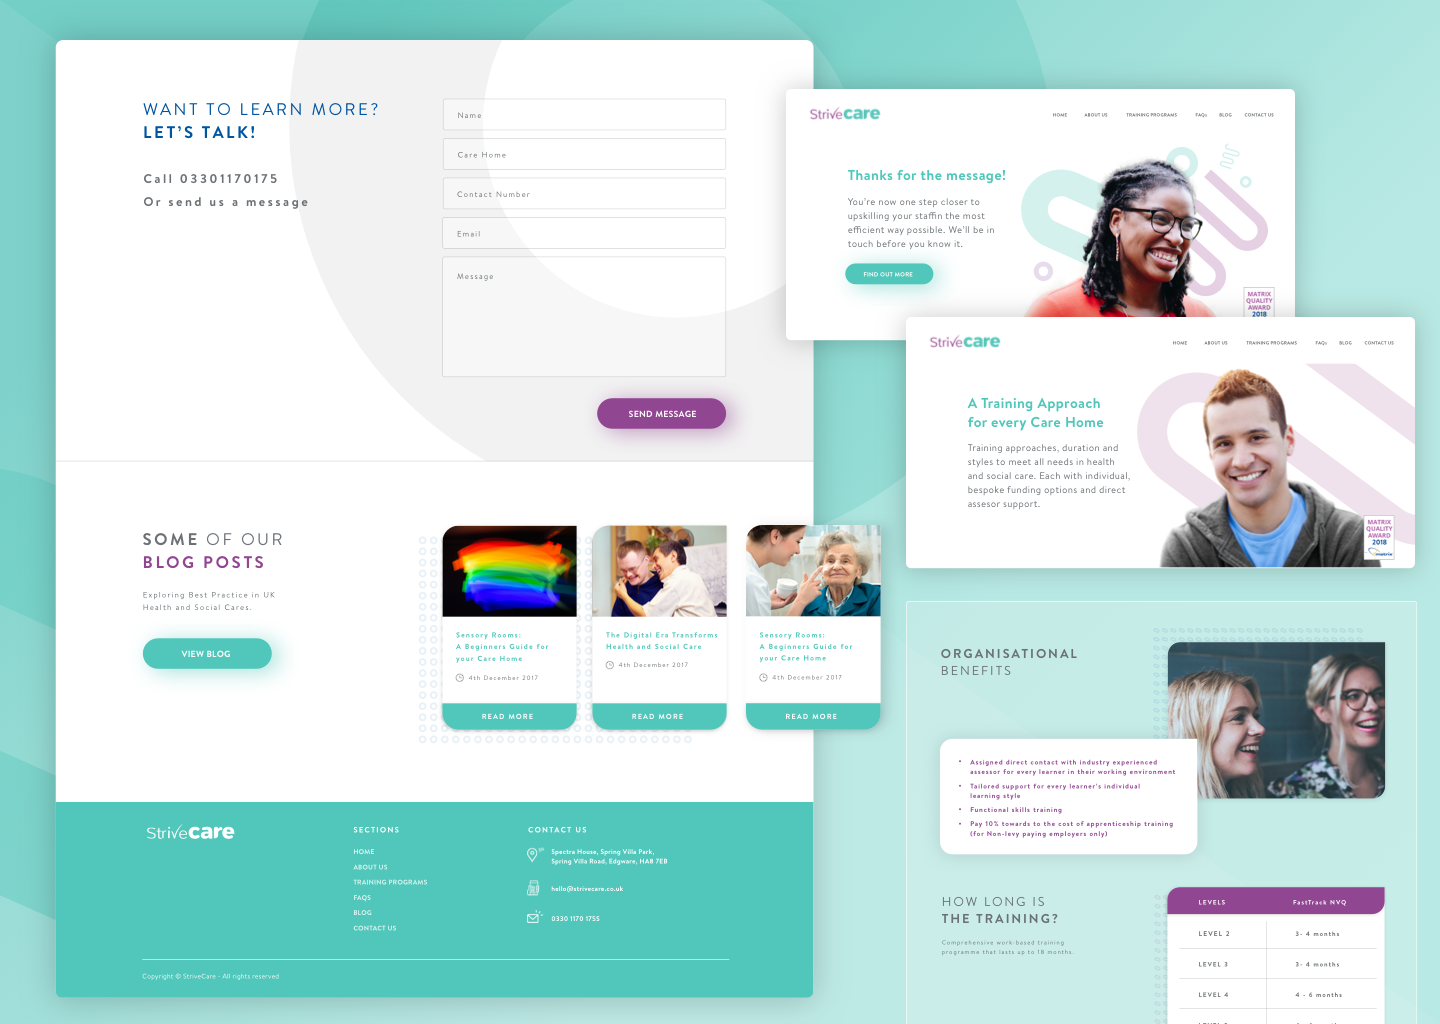 WANT TO LEARN MORE?
LET'S TALK!
Call 03301170175
Or send us a message
Name
Care Home
Contact Number
Email
Message
SEND MESSAGE
SOME OF OUR
BLOG POSTS
Exploring Best Practice in UK
Health and Social Cares.
VIEW BLOG
Sensory Rooms:
A Beginners Guide for
your Care Home
4th December 2017
READ MORE
The Digital Era Transforms
Health and Social Care
4th December 2017
READ MORE
Sensory Rooms:
A Beginners Guide for
your Care Home
4th December 2017
READ MORE
Strivecare
SECTIONS
HOME
ABOUT US
TRAINING PROGRAMS
FAQS
BLOG
CONTACT US
CONTACT US
Spectra House, Spring Villa Park,
Spring Villa Road, Edgware, HA8 7EB
hello@strivecare.co.uk
0330 1170 1755
Copyright © StriveCare - All rights reserved
Strivecare
HOME ABOUT US TRAINING PROGRAMS FAQs BLOG CONTACT US
Thanks for the message!
You're now one step closer to
upskilling your staffin the most
efficient way possible. We'll be in
touch before you know it.
FIND OUT MORE
MATRIX
QUALITY
AWARD
2018
Strivecare
HOME ABOUT US TRAINING PROGRAMS FAQs BLOG CONTACT US
A Training Approach
for every Care Home
Training approaches, duration and
styles to meet all needs in health
and social care. Each with individual,
bespoke funding options and direct
assesor support.
MATRIX
QUALITY
AWARD
2018
matrix
ORGANISATIONAL
BENEFITS
• Assigned direct contact with industry experienced
assessor for every learner in their working environment
• Tailored support for every learner's individual
learning style
• Functional skills training
• Pay 10% towards to the cost of apprenticeship training
(for Non-levy paying employers only)
HOW LONG IS
THE TRAINING?
Comprehensive work-based training
programme that lasts up to 18 months.
LEVELS FastTrack NVQ
LEVEL 2 3- 4 months
LEVEL 3 3- 4 months
LEVEL 4 4 - 6 months